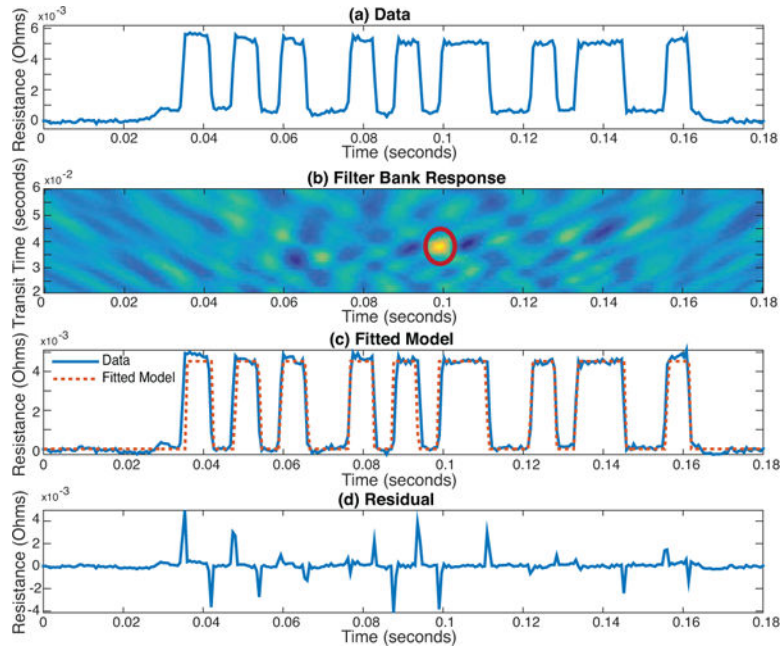 (a) Data
×10⁻³
Resistance (Ohms)
6
4
2
0
0 0.02 0.04 0.06 0.08 0.1 0.12 0.14 0.16 0.18
Time (seconds)
(b) Filter Bank Response
×10⁻²
Transit Time (seconds)
6
5
4
3
2
0 0.02 0.04 0.06 0.08 0.1 0.12 0.14 0.16 0.18
Time (seconds)
(c) Fitted Model
×10⁻³
Resistance (Ohms)
Data
Fitted Model
4
2
0
0 0.02 0.04 0.06 0.08 0.1 0.12 0.14 0.16 0.18
Time (seconds)
(d) Residual
×10⁻³
Resistance (Ohms)
4
2
0
-2
-4
0 0.02 0.04 0.06 0.08 0.1 0.12 0.14 0.16 0.18
Time (seconds)